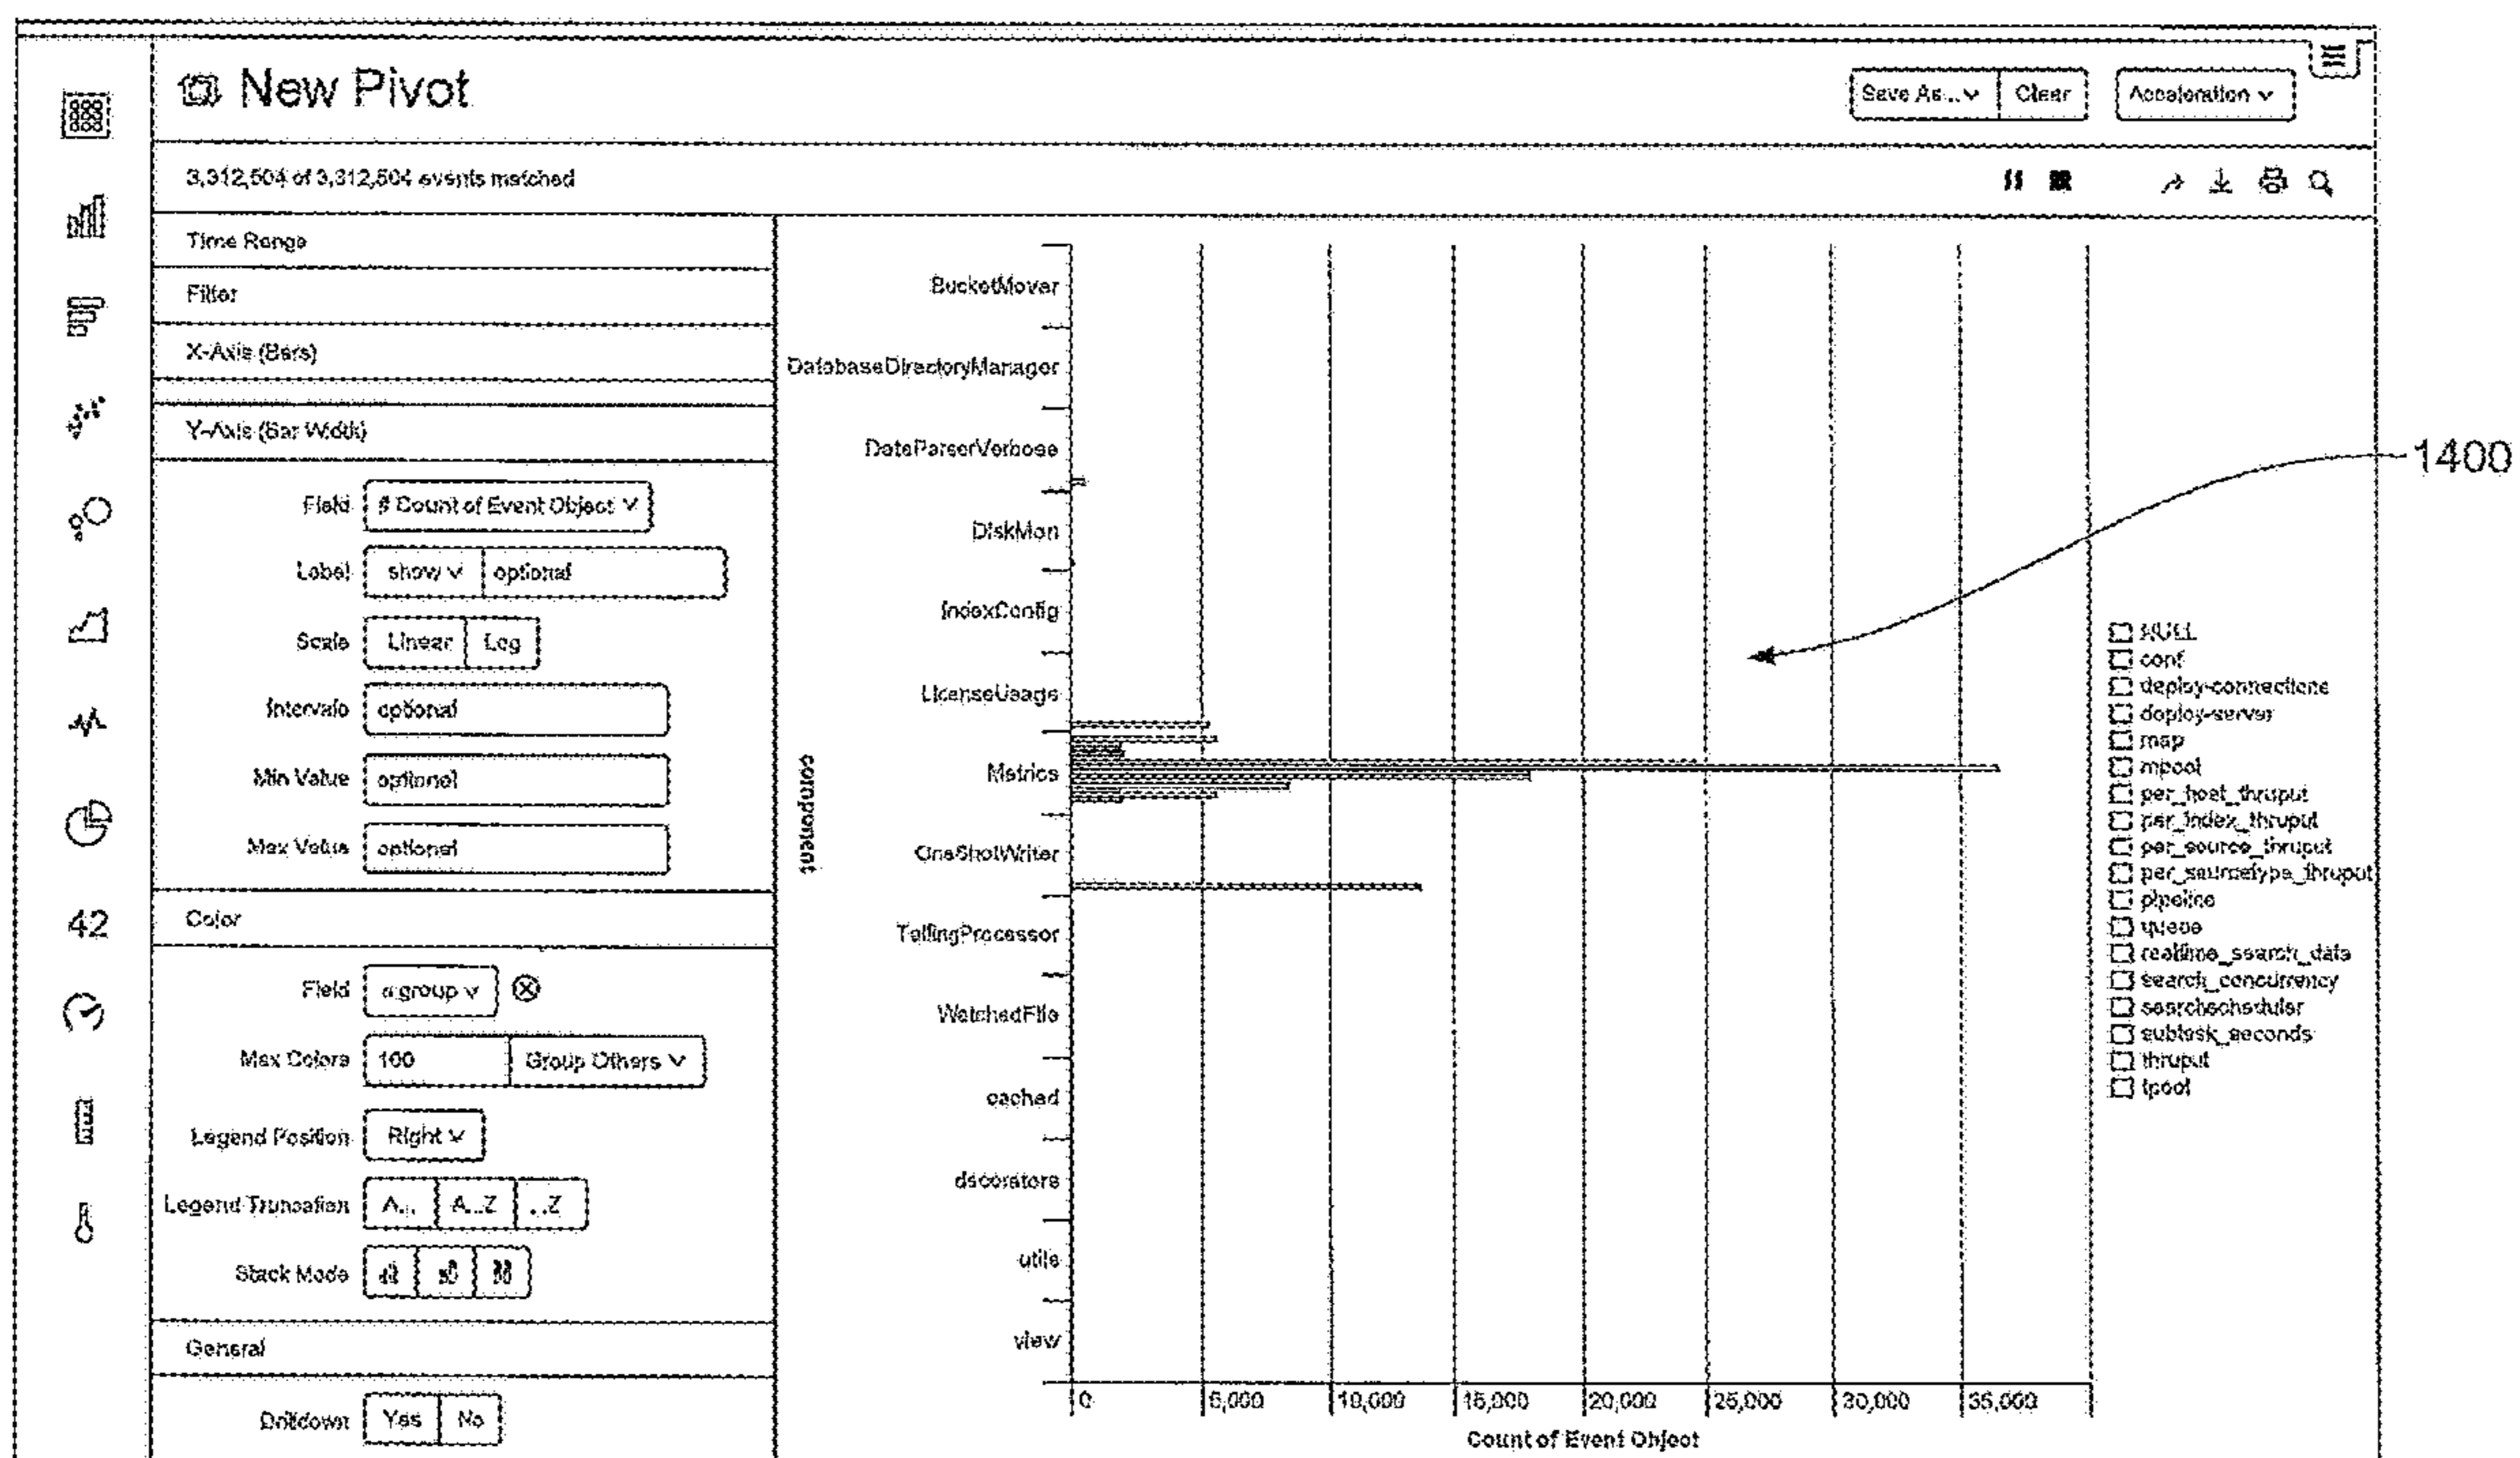 New Pivot
Save As... Clear Acceleration
3,312,504 of 3,312,504 events matched
Time Range
Filter
X-Axis (Bars)
Y-Axis (Bar Width)
Field # Count of Event Object
Label show optional
Scale Linear Log
Intervals optional
Min Value optional
Max Value optional
42
Color
Field a group
Max Colors 100 Group Others
Legend Position Right
Legend Truncation A... A...Z ...Z
Stack Mode
General
Drilldown Yes No
component
BucketMover
DatabaseDirectoryManager
DateParserVerbose
DiskMon
IndexConfig
LicenseUsage
Metrics
OneShotWriter
TailingProcessor
WatchedFile
cached
decorators
utils
view
0 5,000 10,000 15,000 20,000 25,000 30,000 35,000
Count of Event Object
1400
NULL
conf
deploy-connections
deploy-server
map
mpool
per_host_thruput
per_index_thruput
per_source_thruput
per_sourcetype_thruput
pipeline
queue
realtime_search_data
search_concurrency
searchscheduler
subtask_seconds
thruput
tpool